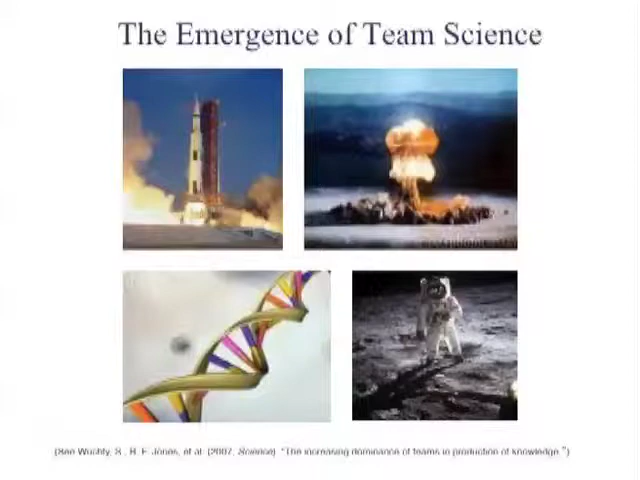 The Emergence of Team Science
(See Wuchty, S., B. F. Jones, et al. (2007, Science). "The increasing dominance of teams in production of knowledge.")